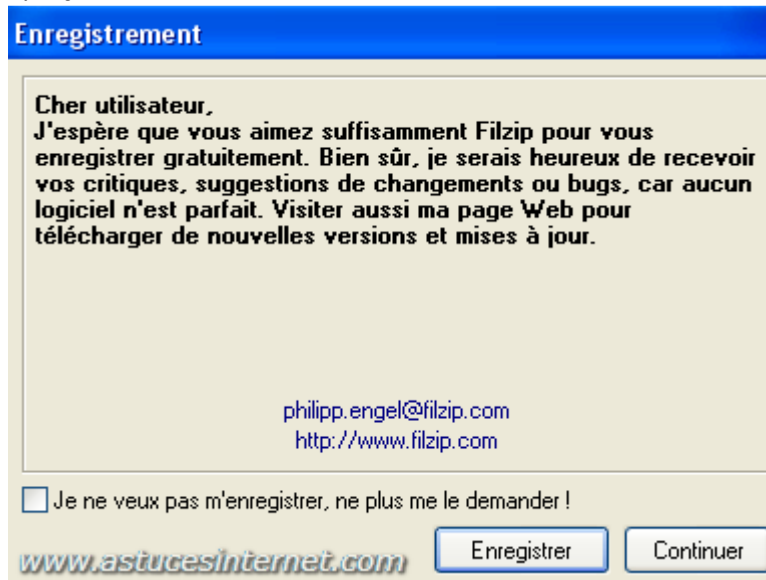 Enregistrement
Cher utilisateur,
J'espère que vous aimez suffisamment Filzip pour vous
enregistrer gratuitement. Bien sûr, je serais heureux de recevoir
vos critiques, suggestions de changements ou bugs, car aucun
logiciel n'est parfait. Visiter aussi ma page Web pour
télécharger de nouvelles versions et mises à jour.
philipp.engel@filzip.com
http://www.filzip.com
Je ne veux pas m'enregistrer, ne plus me le demander !
www.astucesinternet.com
Enregistrer
Continuer